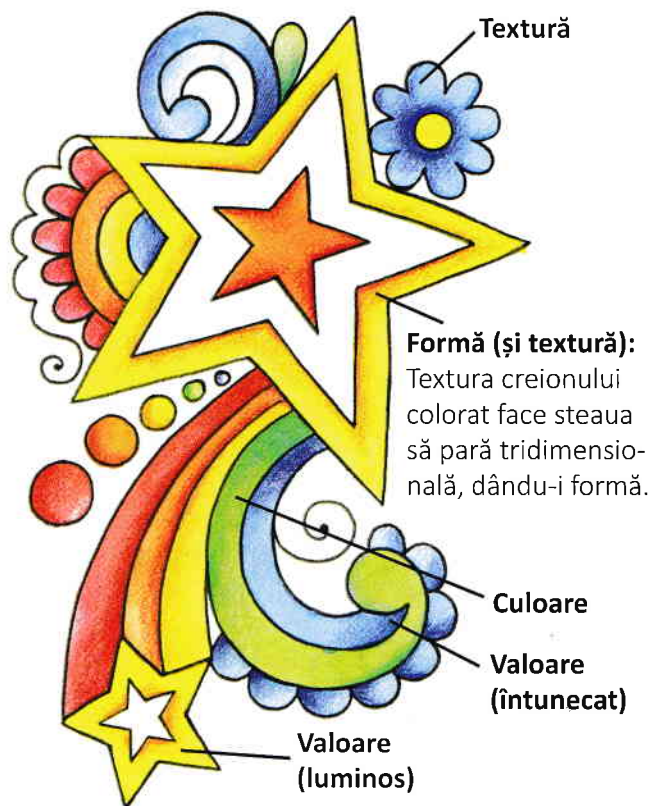 Textură
Formă (și textură):
Textura creionului
colorat face steaua
să pară tridimensio-
nală, dându-i formă.
Culoare
Valoare
(întunecat)
Valoare
(luminos)